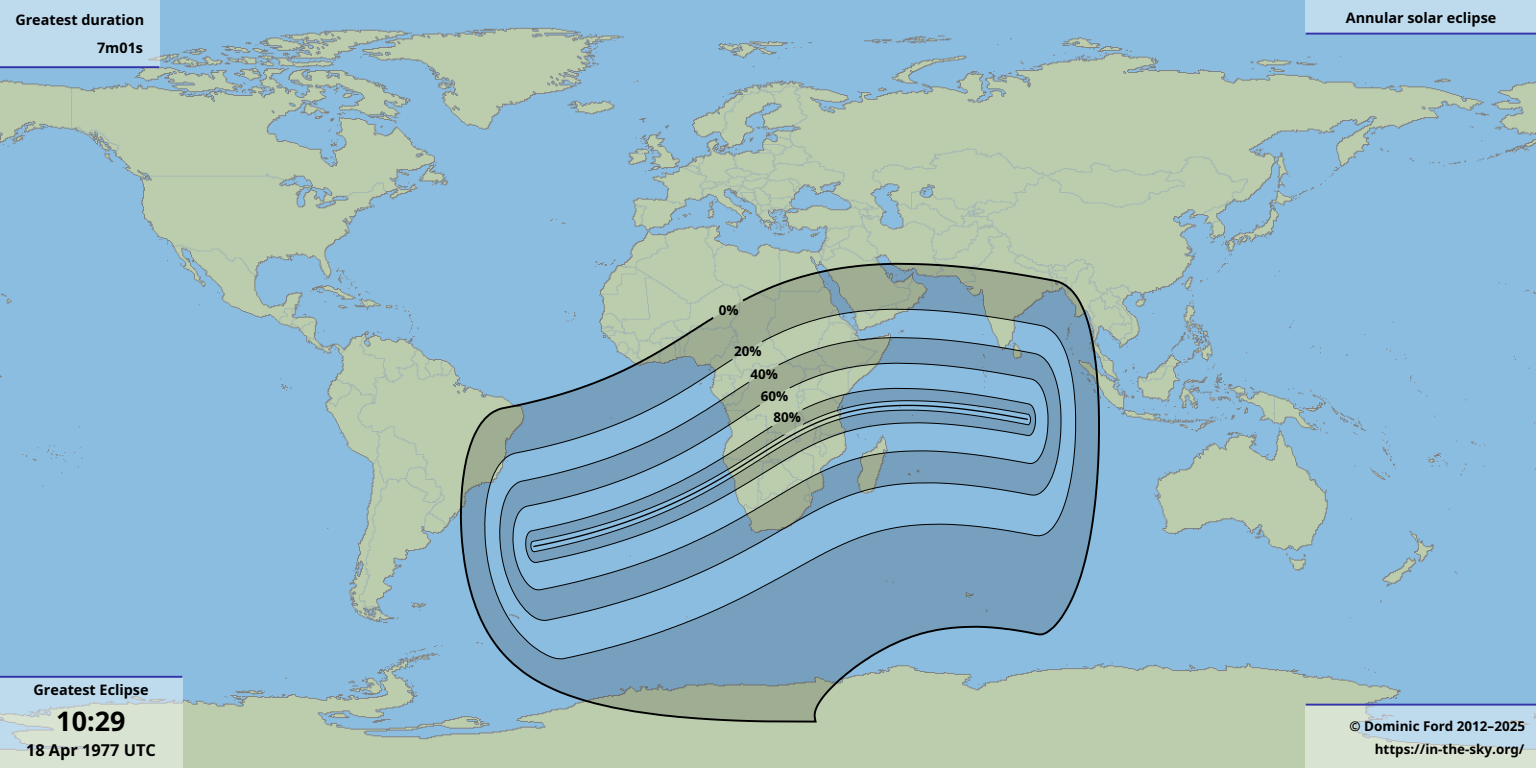 Greatest duration
7m01s
Annular solar eclipse
0%
20%
40%
60%
80%
Greatest Eclipse
10:29
18 Apr 1977 UTC
© Dominic Ford 2012–2025
https://in-the-sky.org/